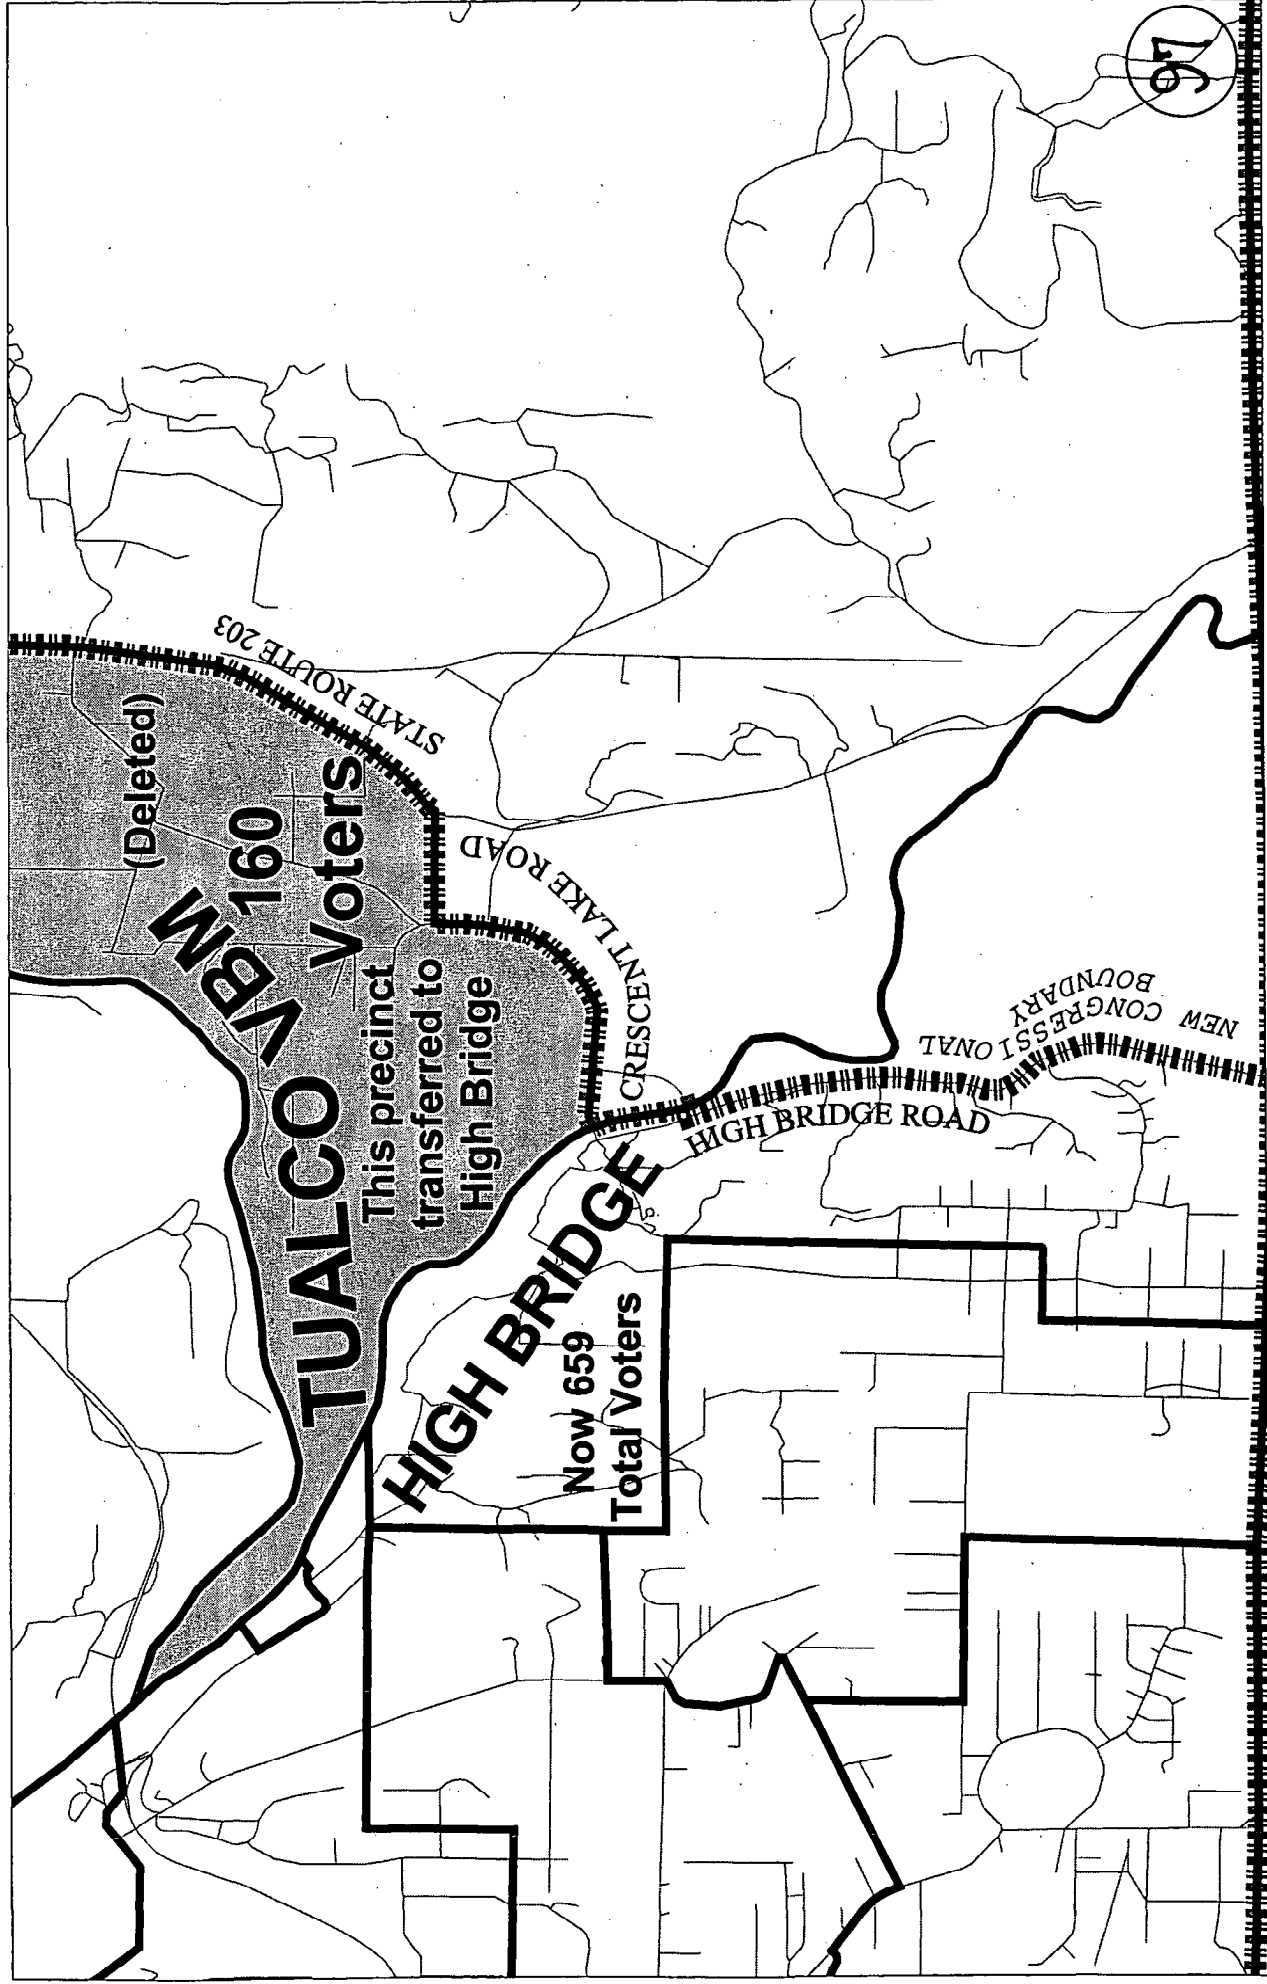 97
(Deleted)
TUALCO VBM
160
Voters
This precinct
transferred to
High Bridge
STATE ROUTE 203
CRESCENT LAKE ROAD
HIGH BRIDGE
Now 659
Total Voters
HIGH BRIDGE ROAD
NEW CONGRESSIONAL
BOUNDARY